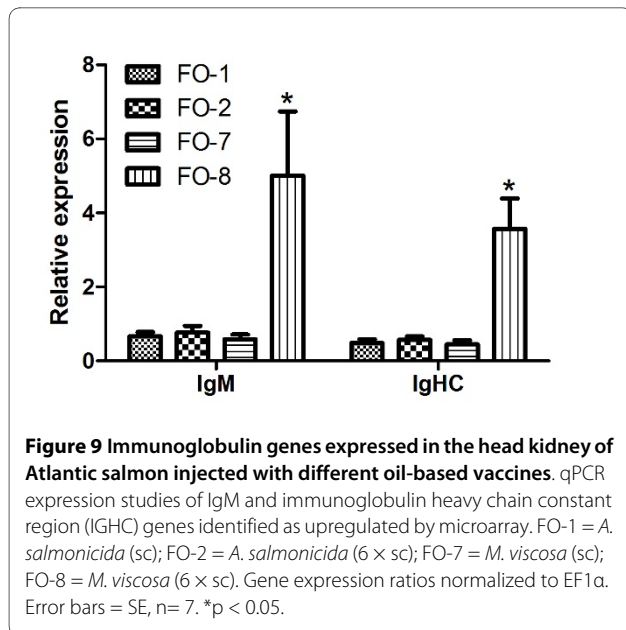 8
6
4
2
0
Relative expression
FO-1
FO-2
FO-7
FO-8
*
*
IgM
IgHC
Figure 9 Immunoglobulin genes expressed in the head kidney of
Atlantic salmon injected with different oil-based vaccines. qPCR
expression studies of IgM and immunoglobulin heavy chain constant
region (IGHC) genes identified as upregulated by microarray. FO-1 = A.
salmonicida (sc); FO-2 = A. salmonicida (6 × sc); FO-7 = M. viscosa (sc);
FO-8 = M. viscosa (6 × sc). Gene expression ratios normalized to EF1α.
Error bars = SE, n= 7. *p < 0.05.